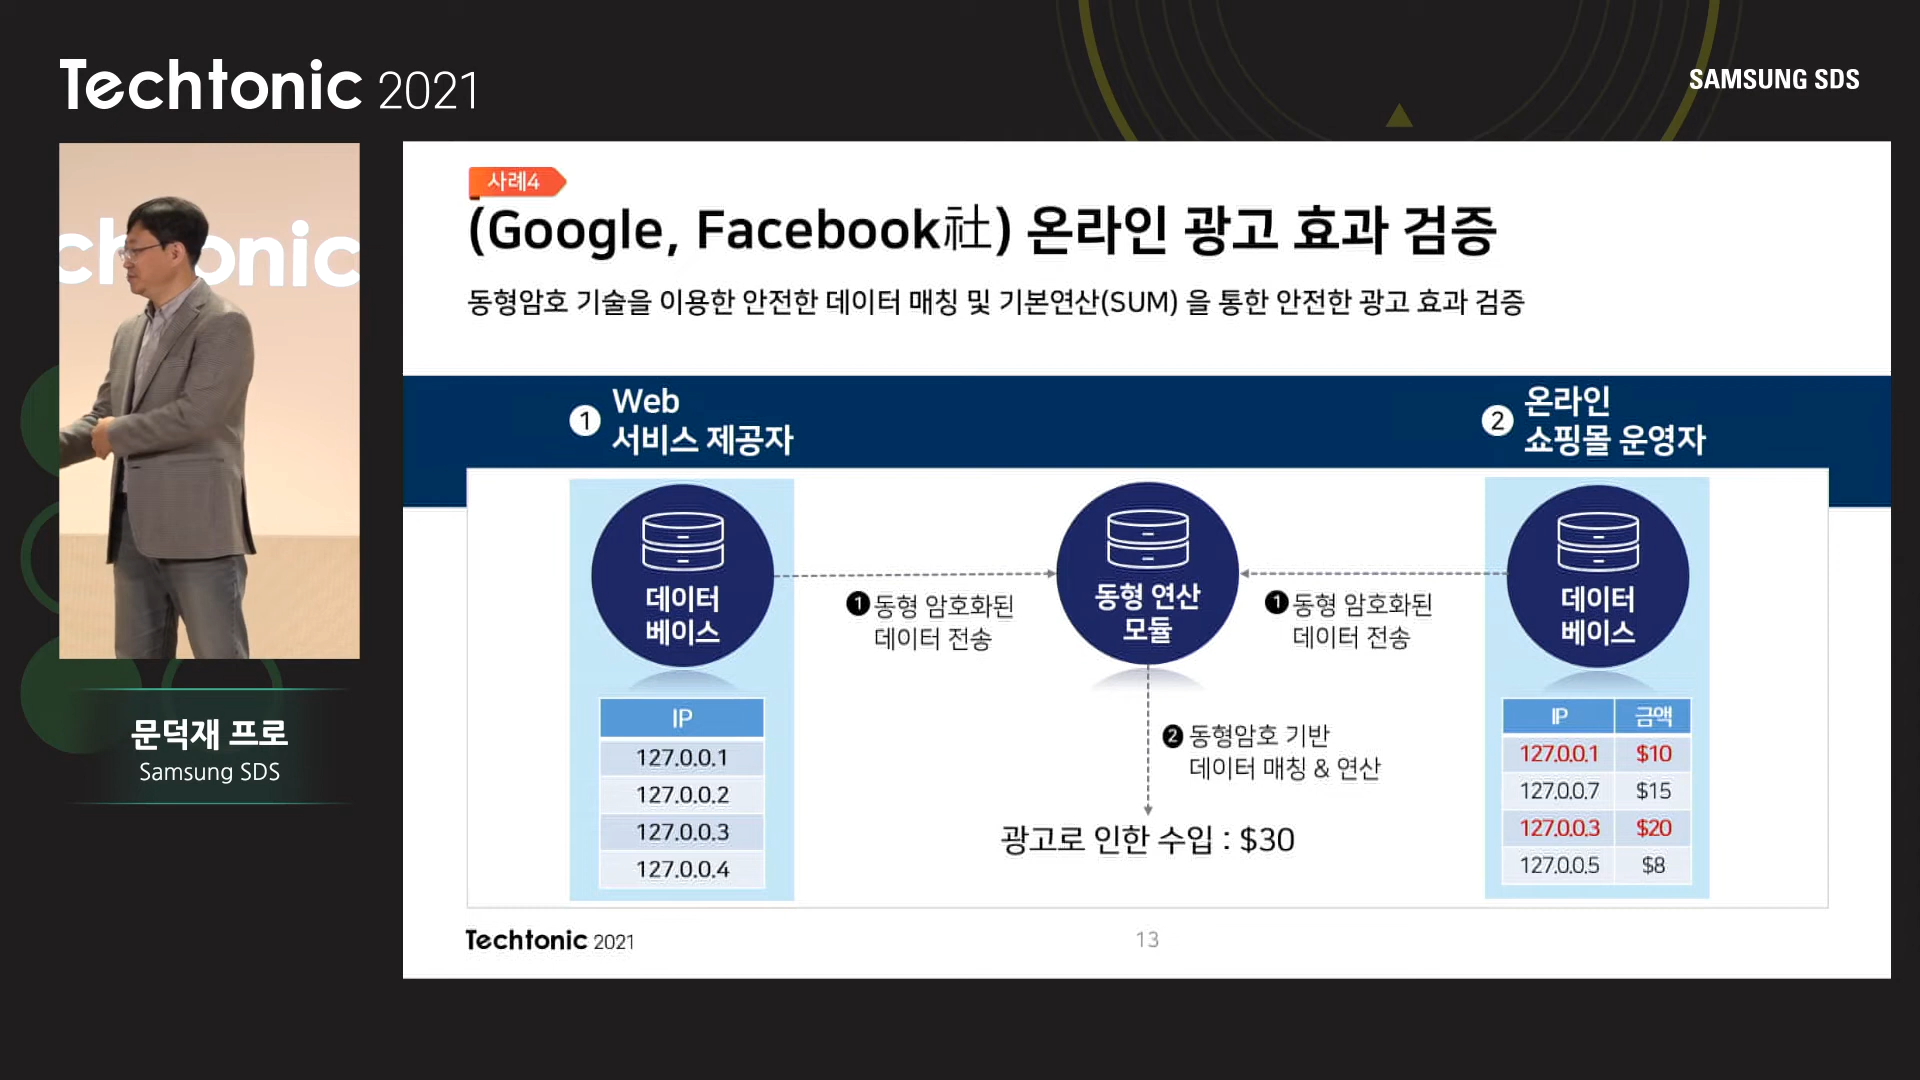 Techtonic 2021
SAMSUNG SDS
chtonic
문덕재 프로
Samsung SDS
사례4
(Google, Facebook社) 온라인 광고 효과 검증
동형암호 기술을 이용한 안전한 데이터 매칭 및 기본연산(SUM) 을 통한 안전한 광고 효과 검증
1 Web
서비스 제공자
2 온라인
쇼핑몰 운영자
데이터
베이스
1 동형 암호화된
데이터 전송
동형 연산
모듈
1 동형 암호화된
데이터 전송
데이터
베이스
IP
127.0.0.1
127.0.0.2
127.0.0.3
127.0.0.4
2 동형암호 기반
데이터 매칭 & 연산
광고로 인한 수입 : $30
IP 금액
127.0.0.1 $10
127.0.0.7 $15
127.0.0.3 $20
127.0.0.5 $8
Techtonic 2021
13